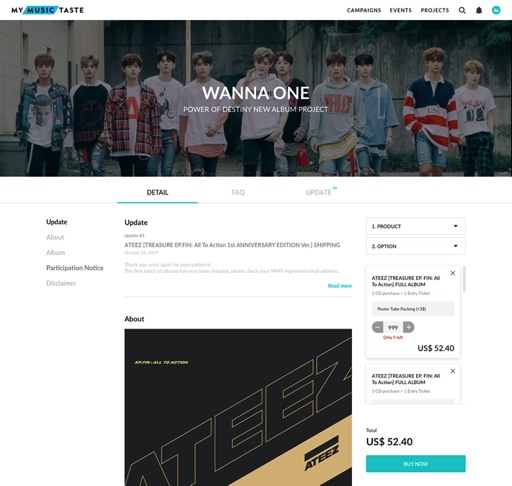 MY MUSIC TASTE
CAMPAIGNS EVENTS PROJECTS
WANNA ONE
POWER OF DESTINY NEW ALBUM PROJECT
DETAIL FAQ UPDATE
Update
About
Album
Participation Notice
Disclaimer
Update
Update #5
ATEEZ [TREASURE EP.FIN: All To Action 1st ANNIVERSARY EDITION Ver.] SHIPPING
Thank you once again for your patience!
The first batch of albums has now been shipped; please check your MMT-registered email address...
Read more
About
EP.FIN : ALL TO ACTION
ATEEZ
ATEEZ
1. PRODUCT
2. OPTION
ATEEZ [TREASURE EP. FIN: All
To Action] FULL ALBUM
1 CD purchase = 1 Entry Ticket
Poster Tube Packing (+3$)
999
Only 9 left
US$ 52.40
ATEEZ [TREASURE EP. FIN: All
To Action] FULL ALBUM
1 CD purchase = 1 Entry Ticket
Total
US$ 52.40
BUY NOW